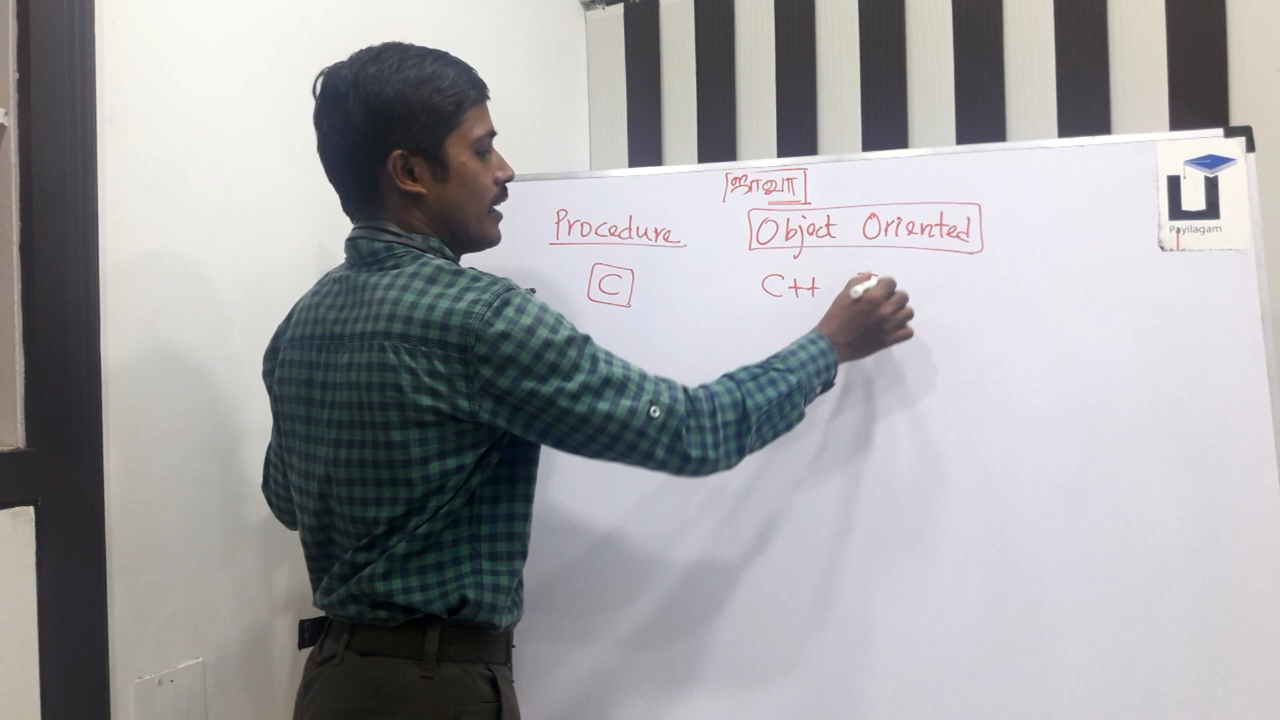 ஜாவா
Procedure Object Oriented
C C++
Payilagam